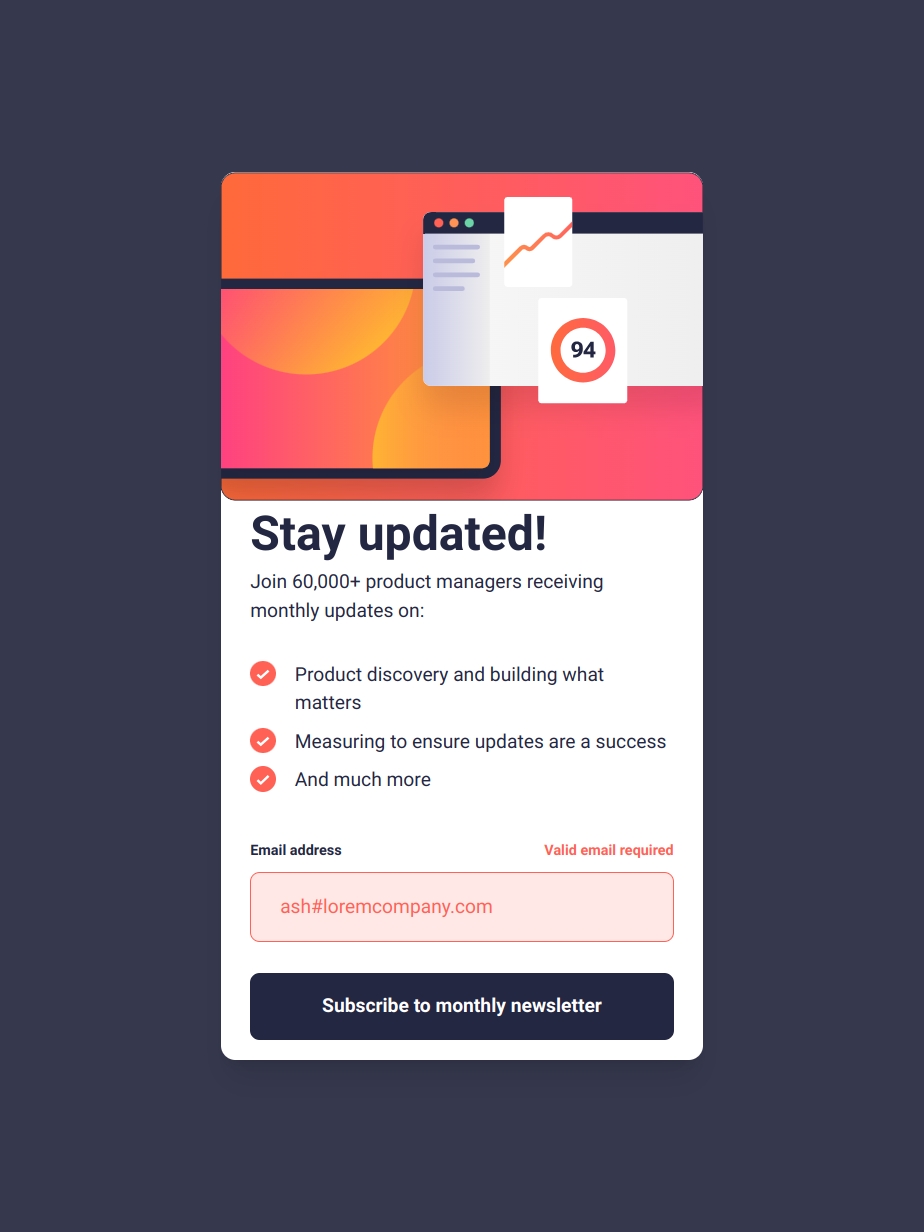 94
Stay updated!
Join 60,000+ product managers receiving
monthly updates on:
Product discovery and building what
matters
Measuring to ensure updates are a success
And much more
Email address Valid email required
ash#loremcompany.com
Subscribe to monthly newsletter